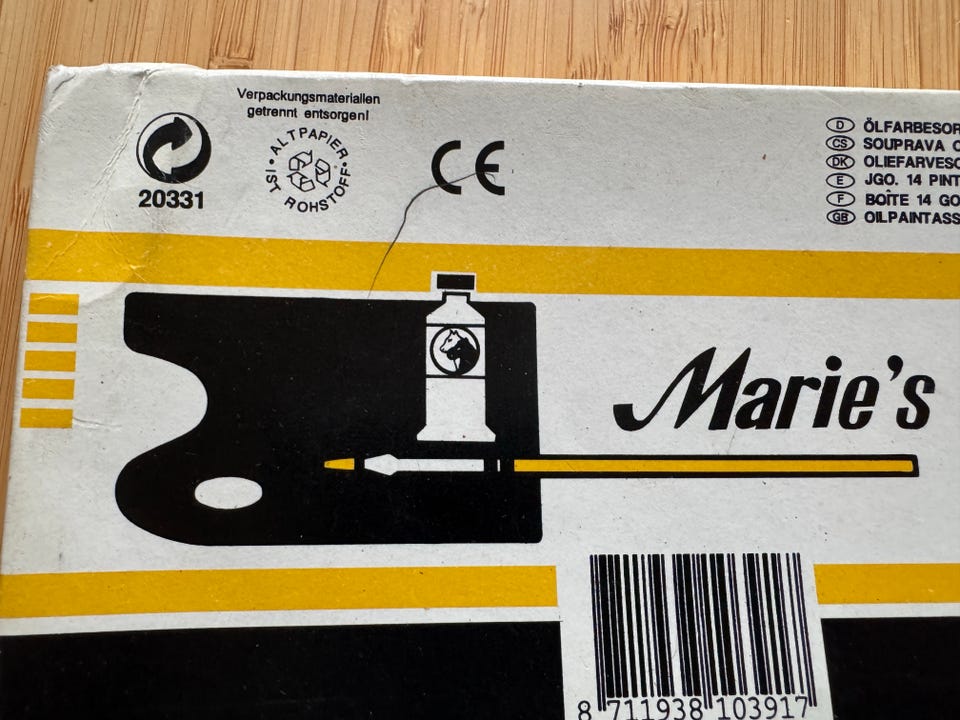 Verpackungsmaterialien
getrennt entsorgen!
ALTPAPIER • IST ROHSTOFF •
20331
CE
D ÖLFARBESOR
CS SOUPRAVA O
DK OLIEFARVESO
E JGO. 14 PINT
F BOÎTE 14 GO
GB OILPAINTASS
Marie's
8 711938 103917